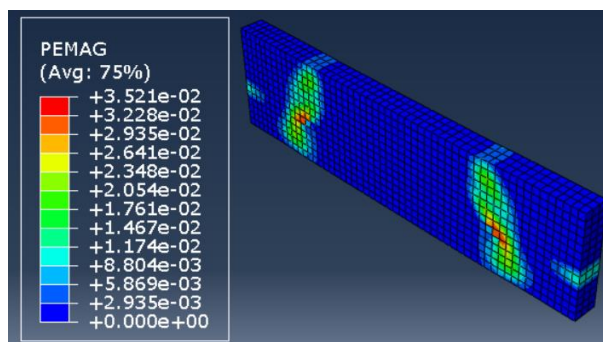 PEMAG
(Avg: 75%)
+3.521e-02
+3.228e-02
+2.935e-02
+2.641e-02
+2.348e-02
+2.054e-02
+1.761e-02
+1.467e-02
+1.174e-02
+8.804e-03
+5.869e-03
+2.935e-03
+0.000e+00